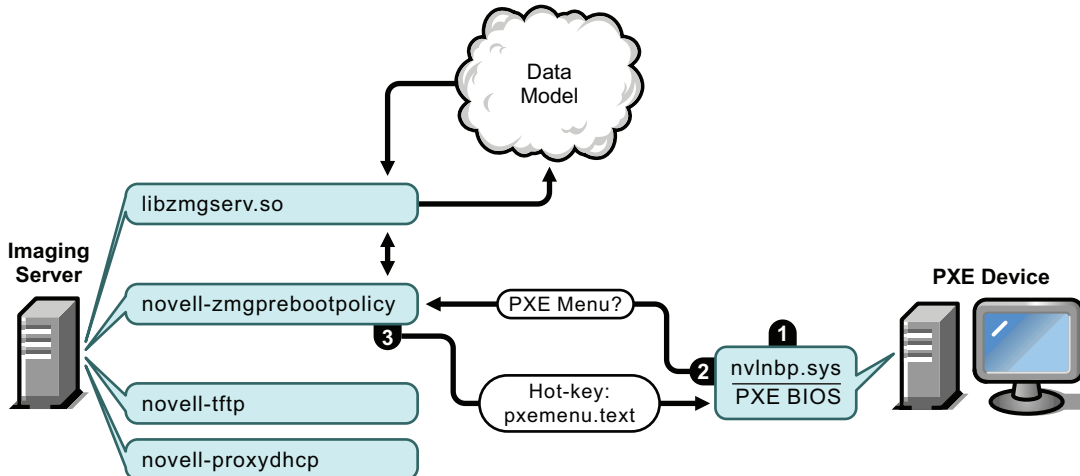 Data
Model
libzmgserv.so
Imaging
Server
novell-zmgprebootpolicy
3
PXE Menu?
PXE Device
1
2
nvlnbp.sys
PXE BIOS
Hot-key:
pxemenu.text
novell-tftp
novell-proxydhcp